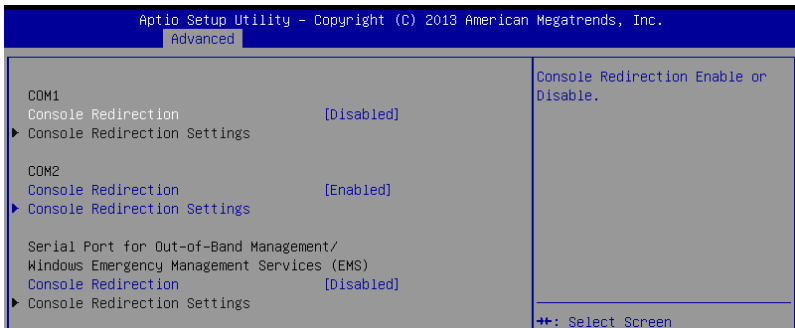 Aptio Setup Utility – Copyright (C) 2013 American Megatrends, Inc.
Advanced
COM1
Console Redirection [Disabled]
Console Redirection Settings
COM2
Console Redirection [Enabled]
Console Redirection Settings
Serial Port for Out-of-Band Management/
Windows Emergency Management Services (EMS)
Console Redirection [Disabled]
Console Redirection Settings
Console Redirection Enable or
Disable.
→←: Select Screen